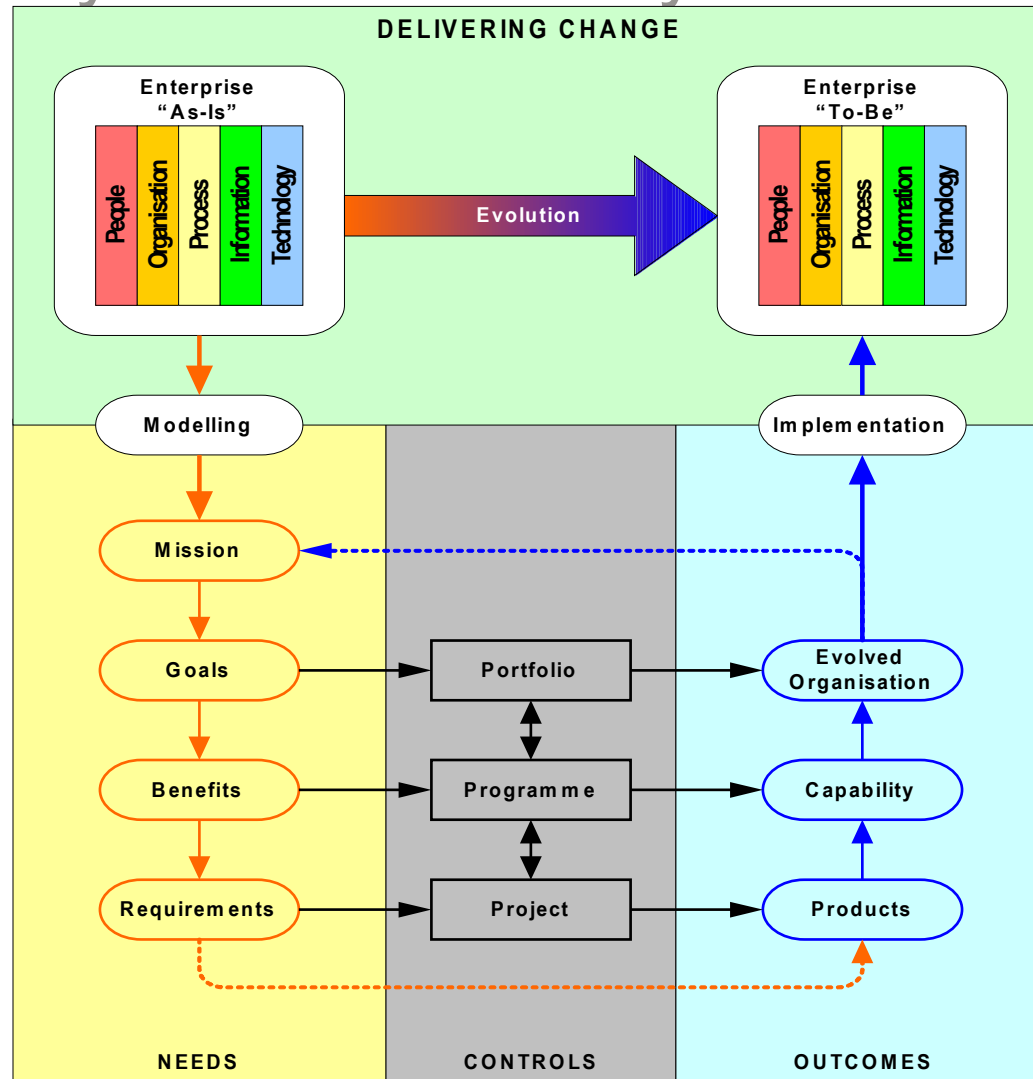 DELIVERING CHANGE
Enterprise
“As-Is”
People
Organisation
Process
Information
Technology
Evolution
Enterprise
“To-Be”
People
Organisation
Process
Information
Technology
Modelling
Implementation
Mission
Goals
Portfolio
Evolved
Organisation
Benefits
Programme
Capability
Requirements
Project
Products
NEEDS
CONTROLS
OUTCOMES